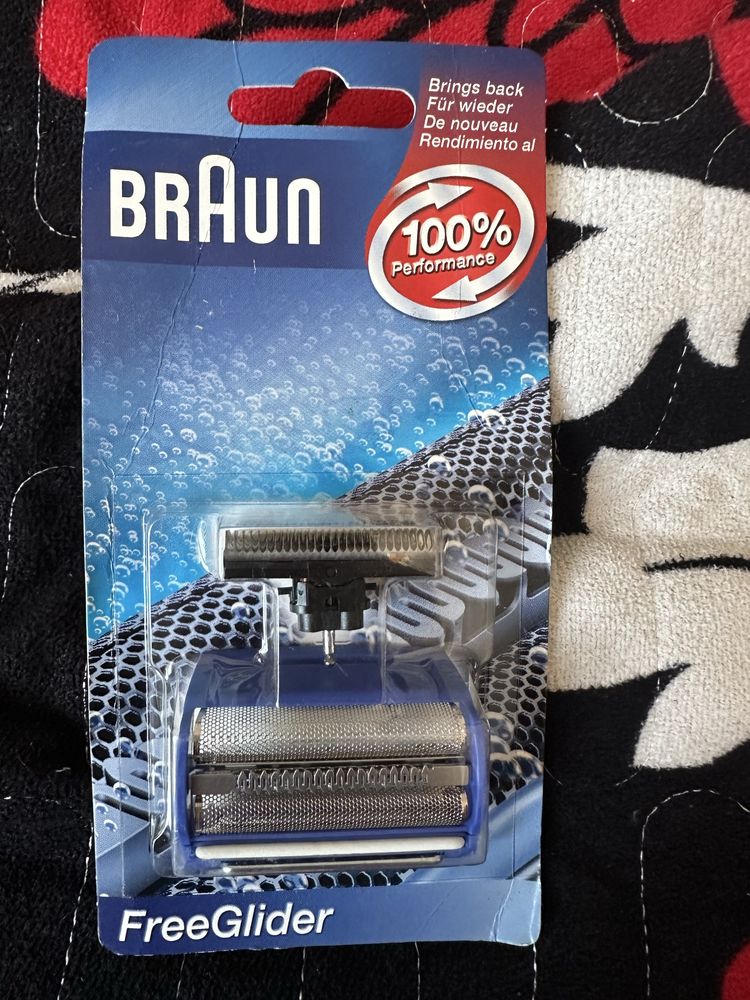 Brings back
Für wieder
De nouveau
Rendimiento al
BRAUN
100%
Performance
FreeGlider